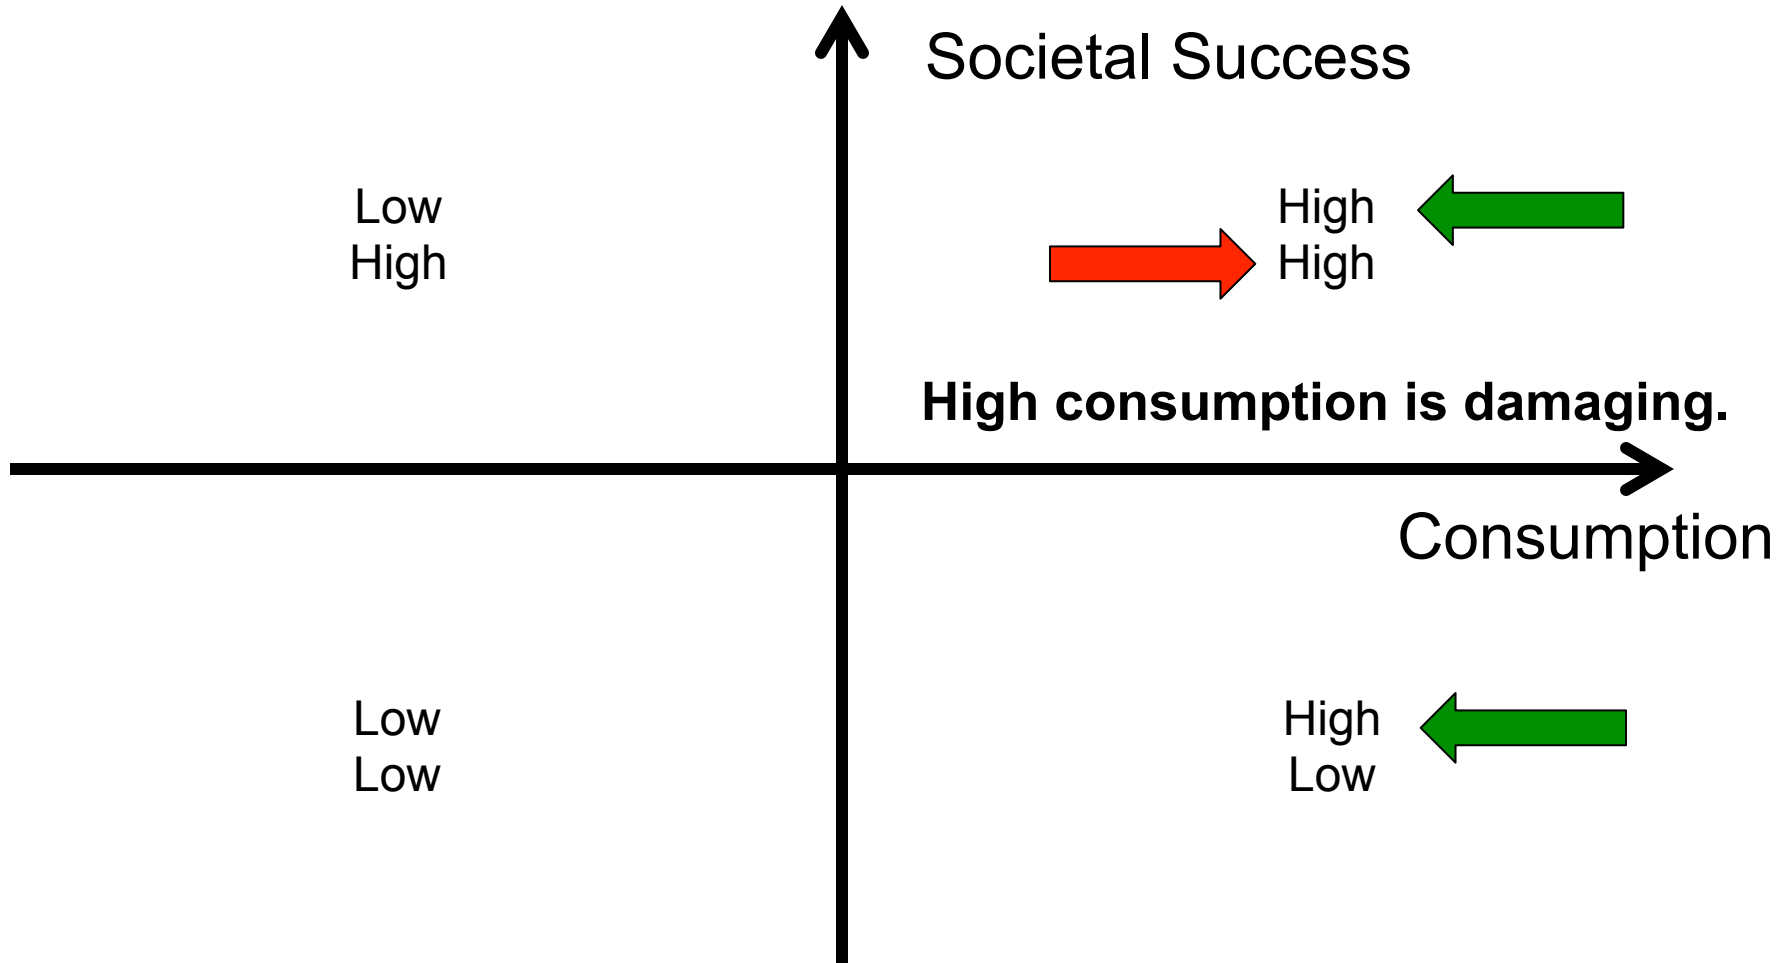 Societal Success
Low
High
High
High
High consumption is damaging.
Consumption
Low
Low
High
Low